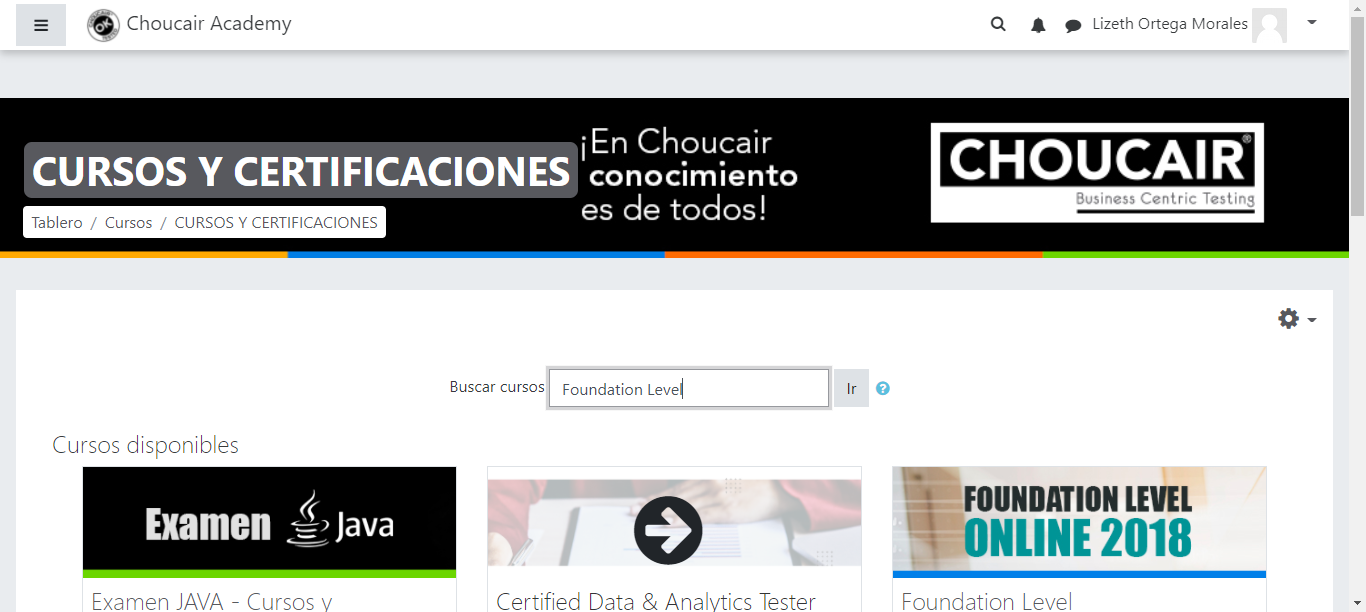 Choucair Academy
Lizeth Ortega Morales
CURSOS Y CERTIFICACIONES
¡En Choucair
conocimiento
es de todos!
CHOUCAIR®
Business Centric Testing
Tablero / Cursos / CURSOS Y CERTIFICACIONES
Buscar cursos
Foundation Level
Ir
Cursos disponibles
Examen Java
FOUNDATION LEVEL
ONLINE 2018
Examen JAVA - Cursos y
Certified Data & Analytics Tester
Foundation Level